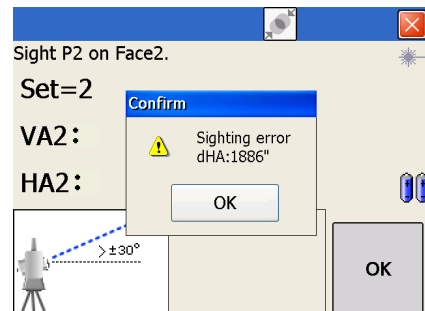 Sight P2 on Face2.
Set=2
Confirm
VA2:
Sighting error
dHA:1886"
HA2:
OK
>±30°
OK